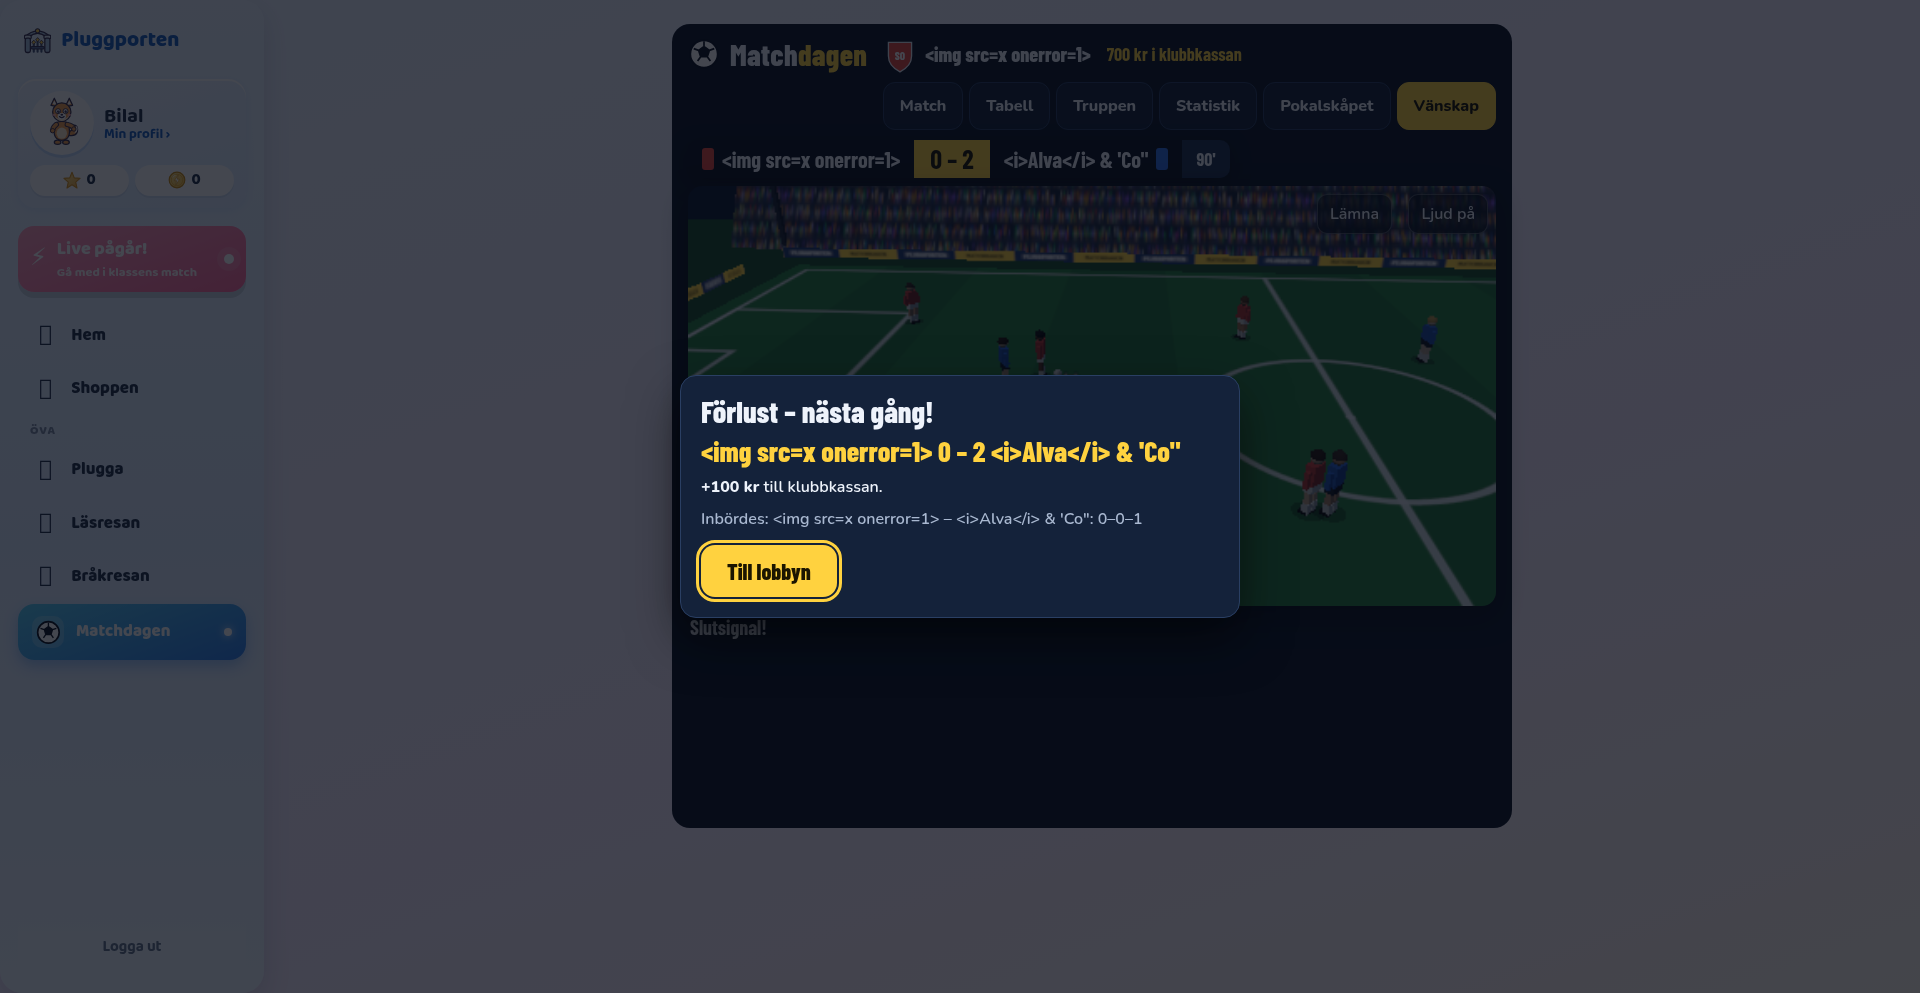 Pluggporten
Bilal
Min profil ›
0
0
Live pågår!
Gå med i klassens match
Hem
Shoppen
ÖVA
Plugga
Läsresan
Bråkresan
Matchdagen
Logga ut
Matchdagen
SO
<img src=x onerror=1>
700 kr i klubbkassan
Match
Tabell
Truppen
Statistik
Pokalskåpet
Vänskap
<img src=x onerror=1> 0 – 2 <i>Alva</i> & 'Co" 90'
Lämna
Ljud på
Förlust – nästa gång!
<img src=x onerror=1> 0 – 2 <i>Alva</i> & 'Co"
+100 kr till klubbkassan.
Inbördes: <img src=x onerror=1> – <i>Alva</i> & 'Co": 0–0–1
Till lobbyn
Slutsignal!